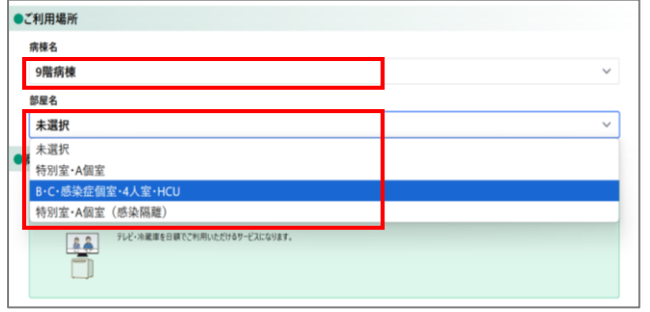 ●ご利用場所
病棟名
9階病棟
部屋名
未選択
未選択
特別室・A個室
B・C・感染症個室・4人室・HCU
特別室・A個室（感染隔離）
テレビ・冷蔵庫を日額でご利用いただけるサービスになります。